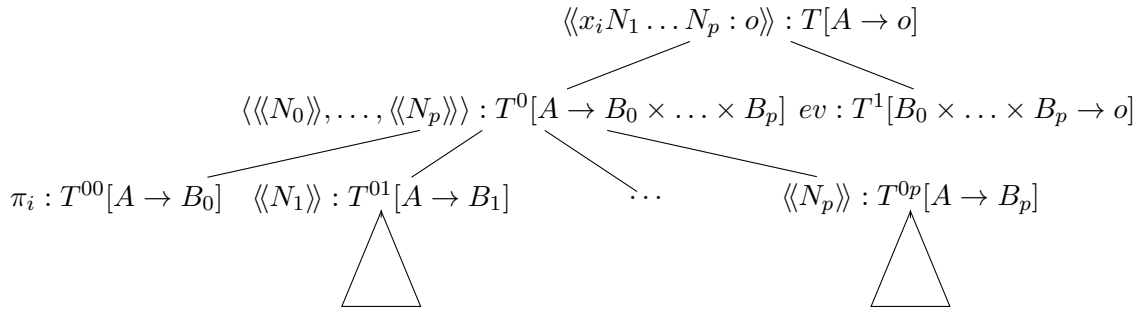 ⟪x_i N_1 … N_p : o⟫ : T[A → o]
⟨⟪N_0⟫, …, ⟪N_p⟫⟩ : T^0[A → B_0 × … × B_p] ev : T^1[B_0 × … × B_p → o]
π_i : T^{00}[A → B_0] ⟪N_1⟫ : T^{01}[A → B_1] … ⟪N_p⟫ : T^{0p}[A → B_p]